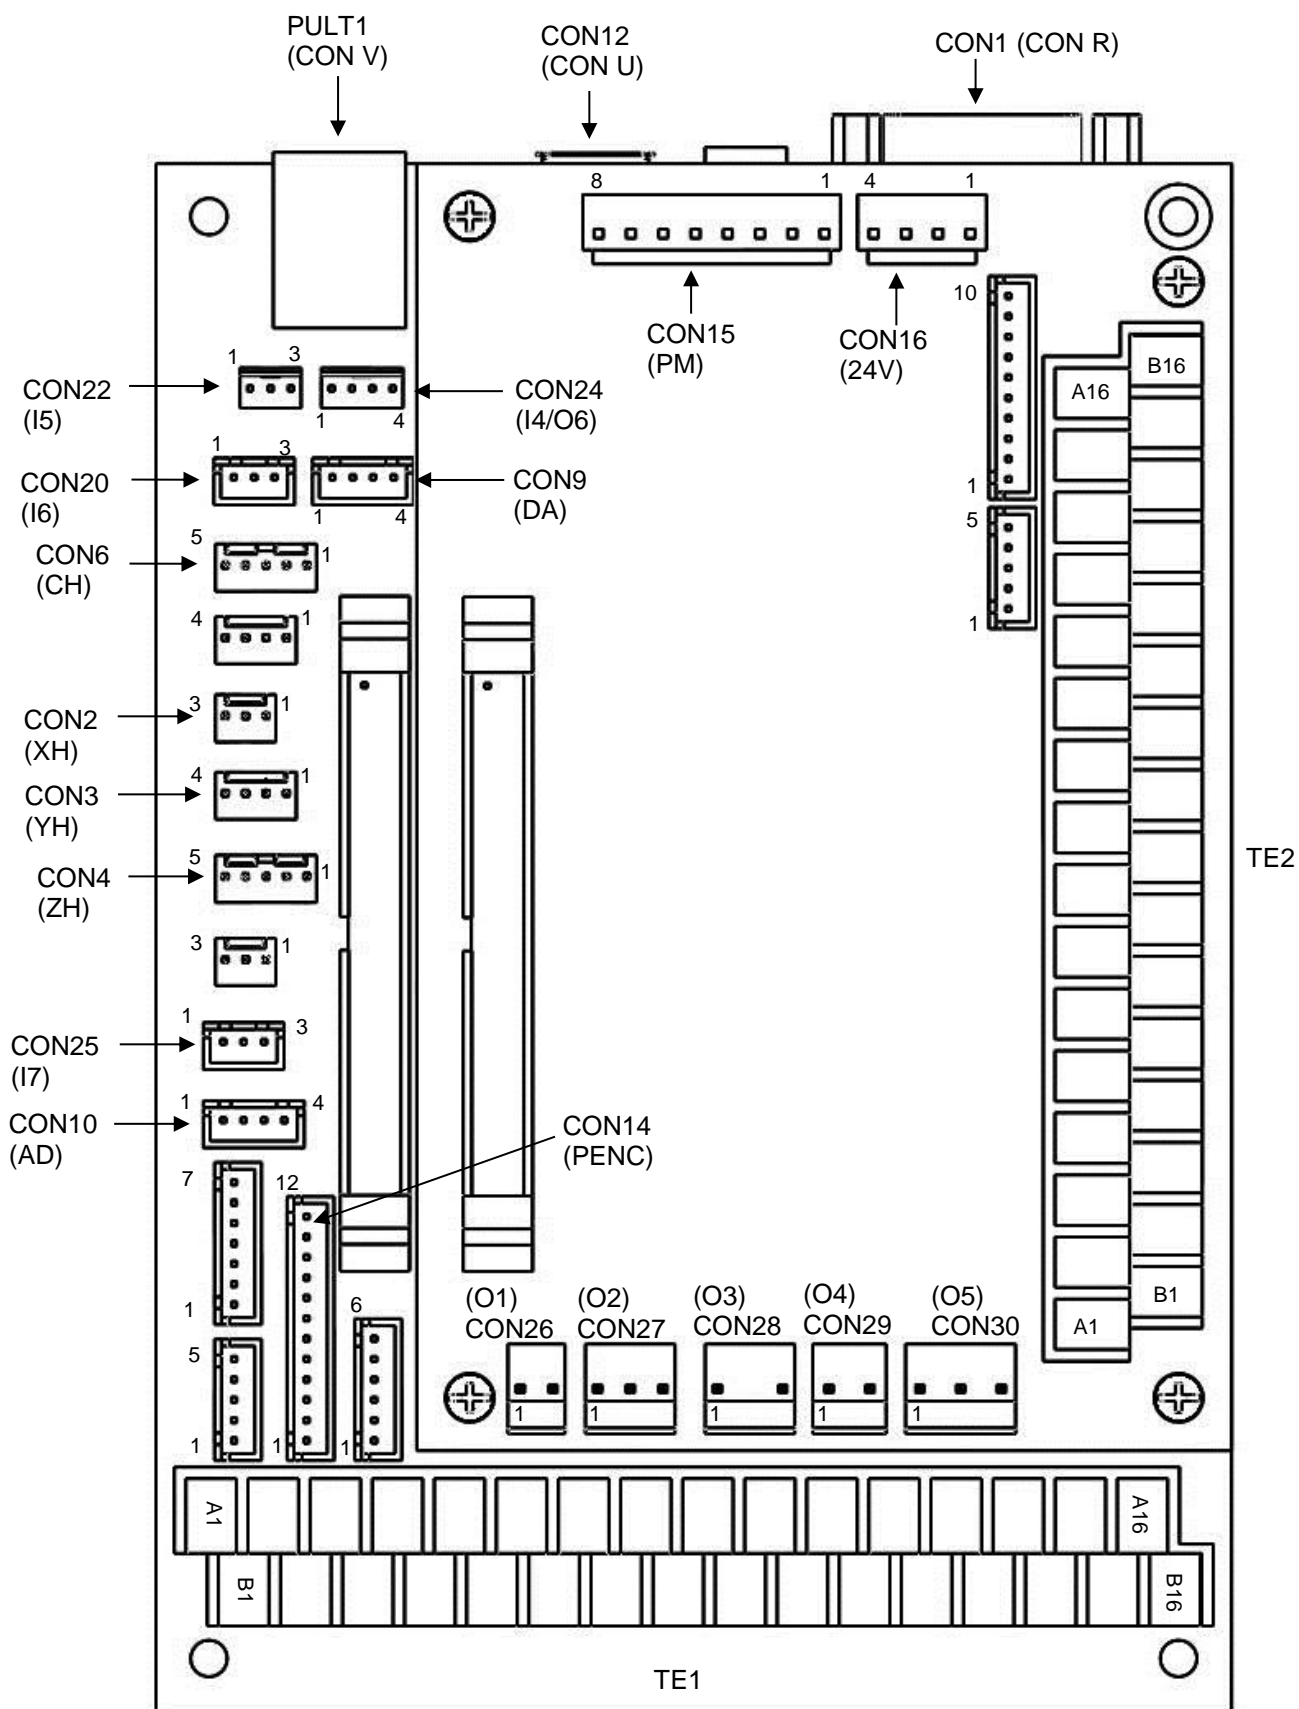 PULT1
(CON V)
CON12
(CON U)
CON1 (CON R)
8 1
4 1
CON15
(PM)
CON16
(24V)
10
1
5
1
B16
A16
1 3
CON22
(I5)
CON24
(I4/O6)
1 4
1 3
CON20
(I6)
CON9
(DA)
1 4
5 1
CON6
(CH)
4 1
3 1
CON2
(XH)
4 1
CON3
(YH)
5 1
CON4
(ZH)
TE2
3 1
1 3
CON25
(I7)
1 4
CON10
(AD)
CON14
(PENC)
7
1
12
1
5
1
6
1
(O1)
CON26
(O2)
CON27
(O3)
CON28
(O4)
CON29
(O5)
CON30
1 1 1 1 1
B1
A1
A1 A16
B1 B16
TE1